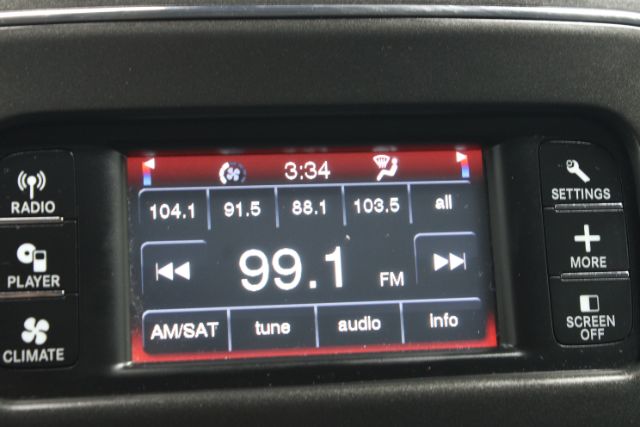 3:34
104.1 91.5 88.1 103.5 all
99.1 FM
AM/SAT tune audio info
RADIO
PLAYER
CLIMATE
SETTINGS
MORE
SCREEN
OFF